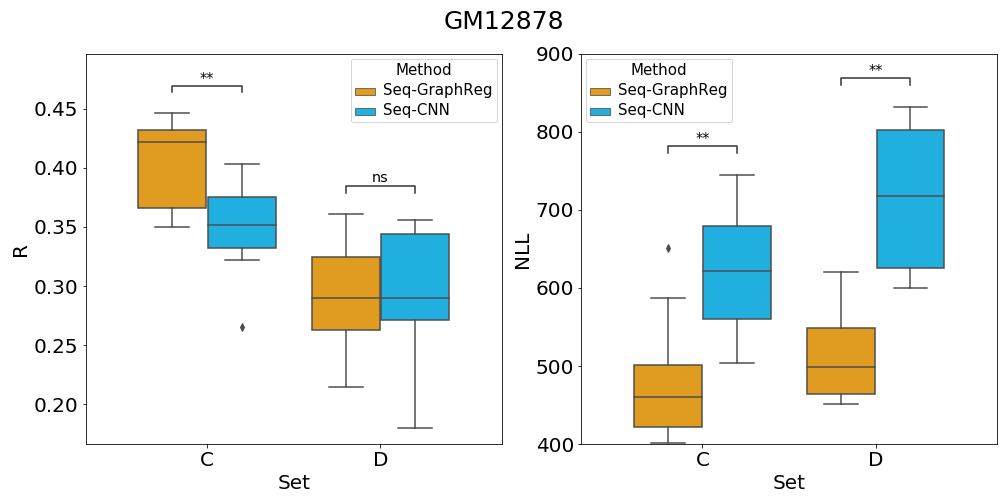 GM12878
**
Method
Seq-GraphReg
Seq-CNN
ns
0.45
0.40
0.35
0.30
0.25
0.20
R
C
D
Set
900
800
700
600
500
400
NLL
Method
Seq-GraphReg
Seq-CNN
**
**
C
D
Set